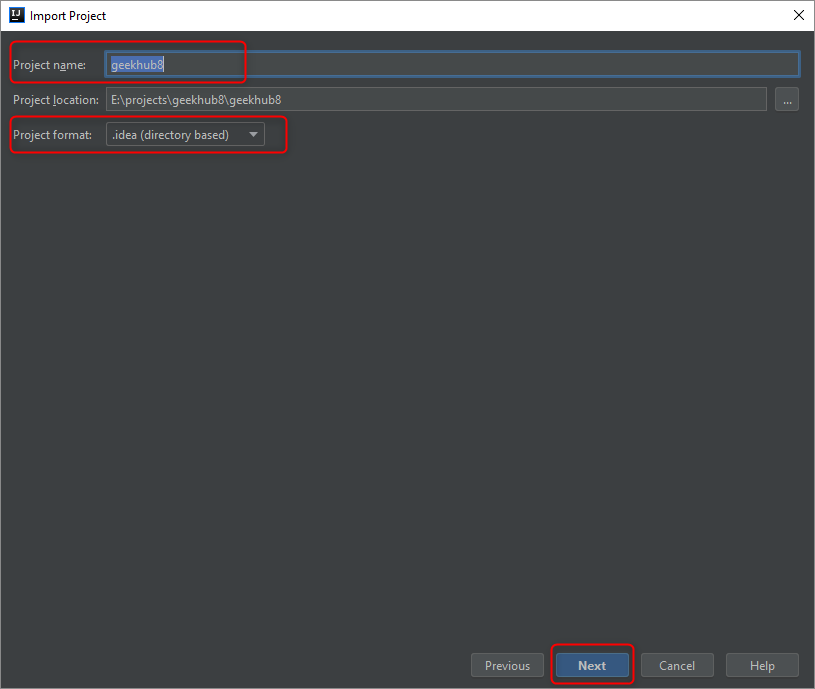 IJ Import Project
Project name: geekhub8
Project location: E:\projects\geekhub8\geekhub8 ...
Project format: .idea (directory based)
Previous Next Cancel Help